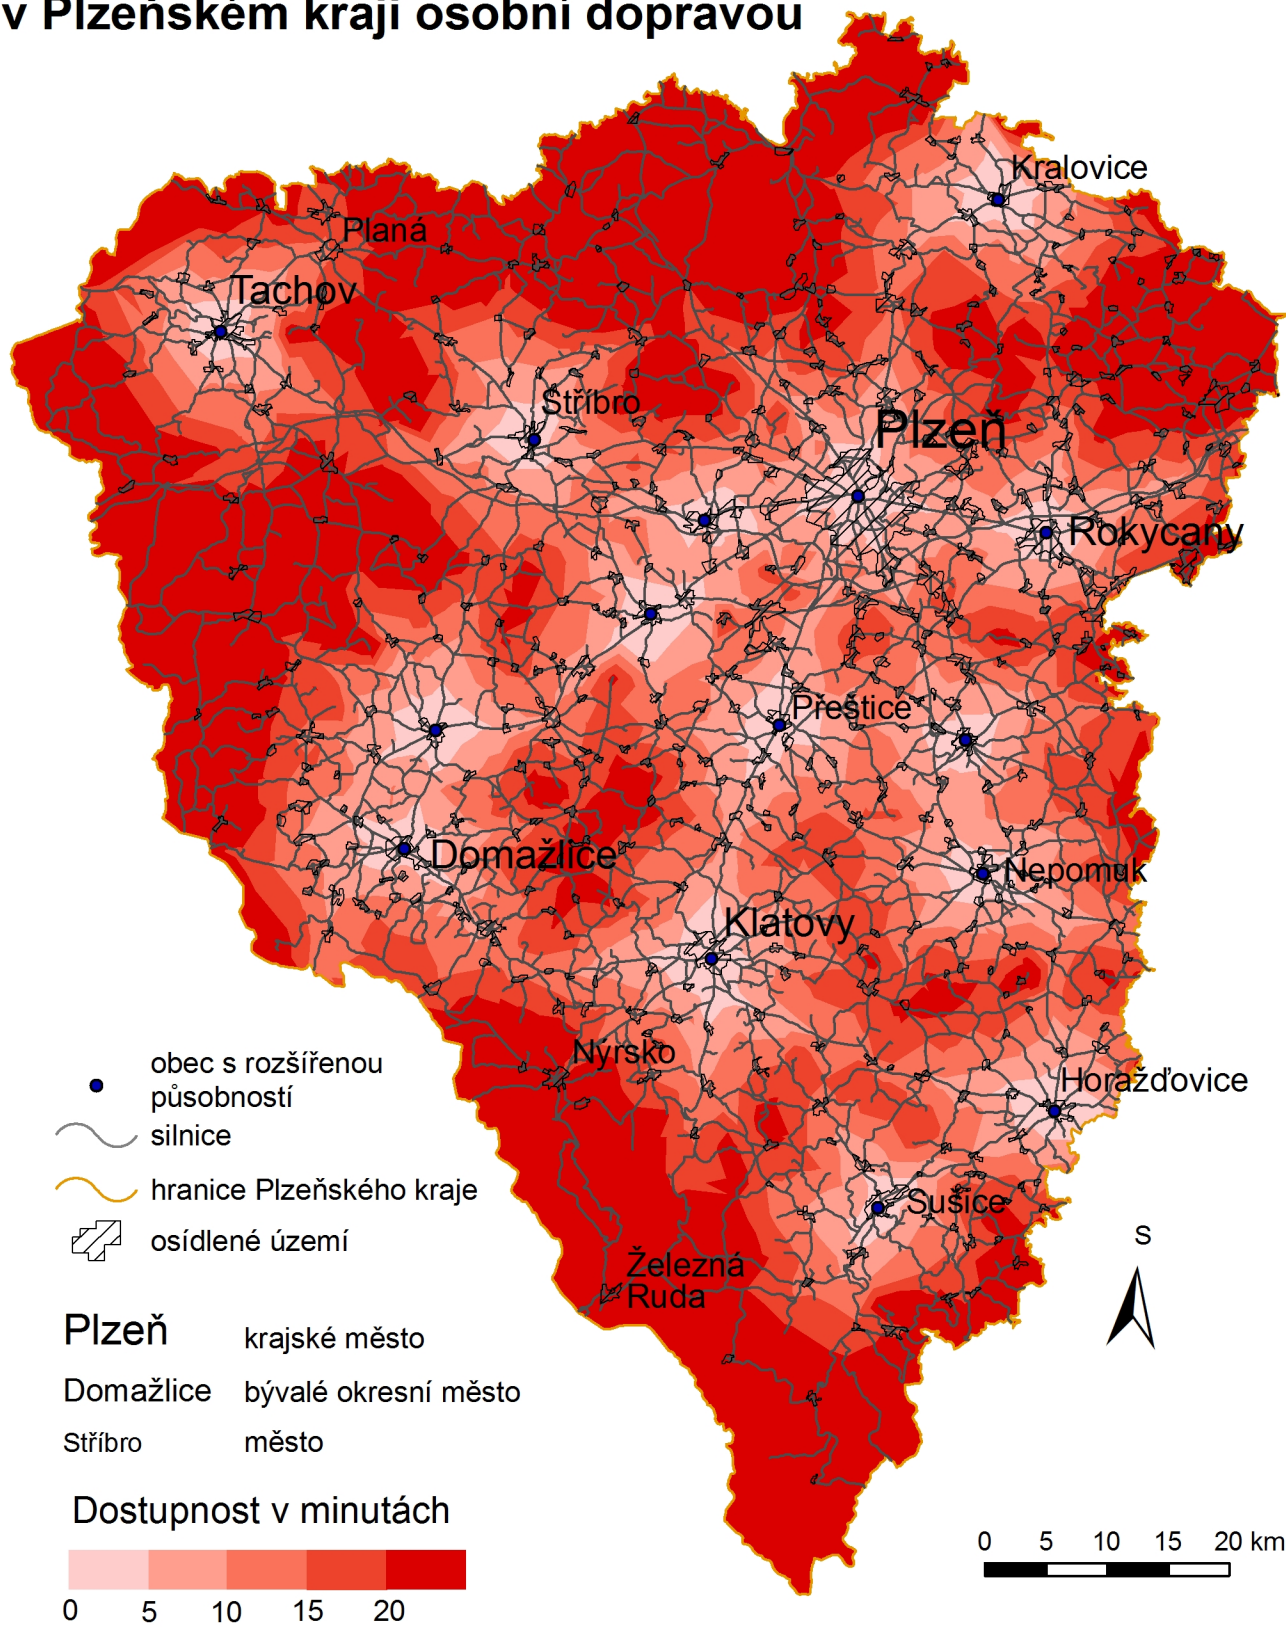 v Plzeňském kraji osobní dopravou
Kralovice
Planá
Tachov
Stříbro
Plzeň
Rokycany
Přeštice
Domažlice
Nepomuk
Klatovy
Nýrsko
Horažďovice
Sušice
Železná
Ruda
obec s rozšířenou
působností
silnice
hranice Plzeňského kraje
osídlené území
S
Plzeň krajské město
Domažlice bývalé okresní město
Stříbro město
Dostupnost v minutách
0 5 10 15 20
0 5 10 15 20 km